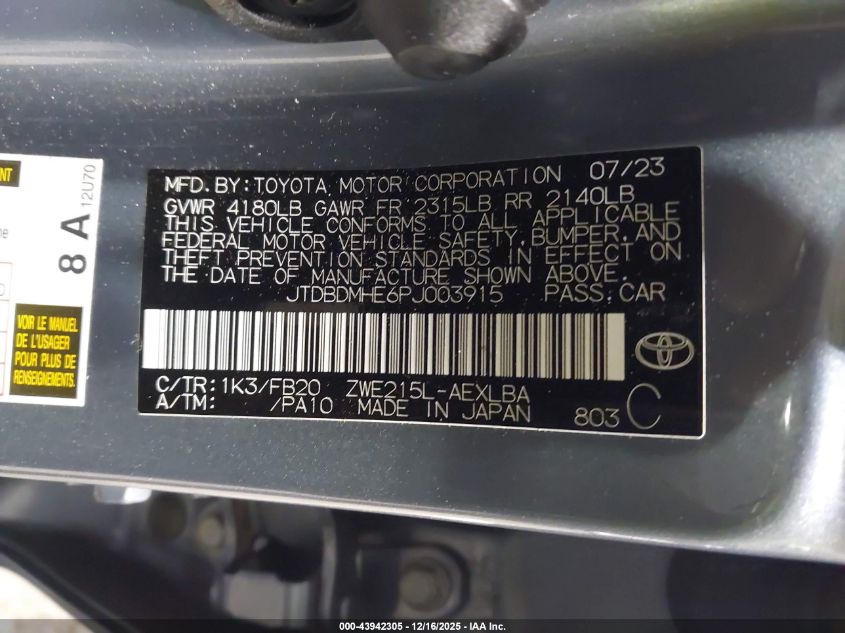 MFD. BY: TOYOTA MOTOR CORPORATION 07/23
GVWR 4180LB GAWR FR 2315LB RR 2140LB
THIS VEHICLE CONFORMS TO ALL APPLICABLE
FEDERAL MOTOR VEHICLE SAFETY, BUMPER, AND
THEFT PREVENTION STANDARDS IN EFFECT ON
THE DATE OF MANUFACTURE SHOWN ABOVE.
JTDBDMHE6PJ003915 PASS. CAR
C/TR: 1K3/FB20 ZWE215L-AEXLBA
A/TM: /PA10 MADE IN JAPAN 803 C
8 A
12U70
VOIR LE MANUEL
DE L'USAGER
POUR PLUS DE
RENSEIGNEMENTS
000-43942305 - 12/16/2025 - IAA Inc.